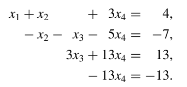 x₁ + x₂ + 3x₄ = 4,
− x₂ − x₃ − 5x₄ = −7,
3x₃ + 13x₄ = 13,
− 13x₄ = −13.